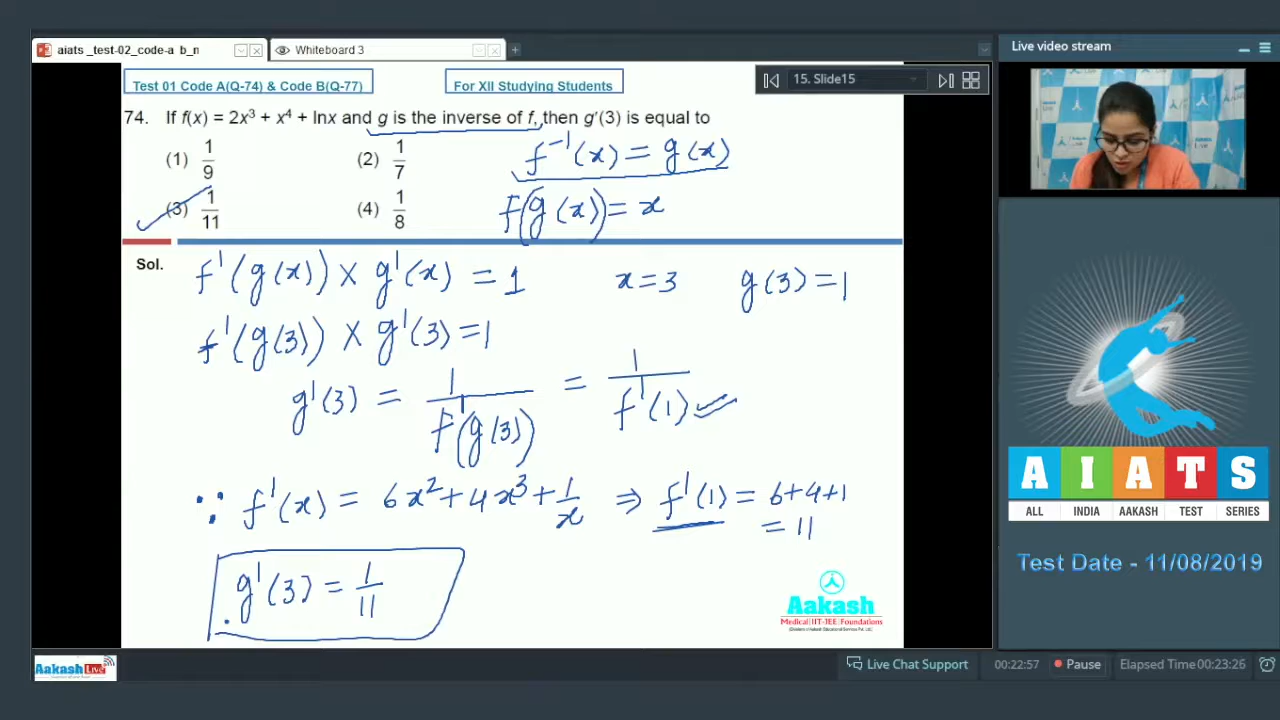 aiats _test-02_code-a b_n
Whiteboard 3
Live video stream
Test 01 Code A(Q-74) & Code B(Q-77)
For XII Studying Students
15. Slide15
74. If f(x) = 2x³ + x⁴ + lnx and g is the inverse of f, then g′(3) is equal to
(1) 1/9
(2) 1/7
(3) 1/11
(4) 1/8
f⁻¹(x) = g(x)
f(g(x)) = x
Sol.
f'(g(x)) × g'(x) = 1
x = 3
g(3) = 1
f'(g(3)) × g'(3) = 1
g'(3) = 1/f'(g(3)) = 1/f'(1)
∵ f'(x) = 6x² + 4x³ + 1/x ⇒ f'(1) = 6+4+1
= 11
g'(3) = 1/11
Aakash
Medical|IIT-JEE|Foundations
A I A T S
ALL INDIA AAKASH TEST SERIES
Test Date - 11/08/2019
Aakash Live
Live Chat Support
00:22:57
Pause
Elapsed Time 00:23:26